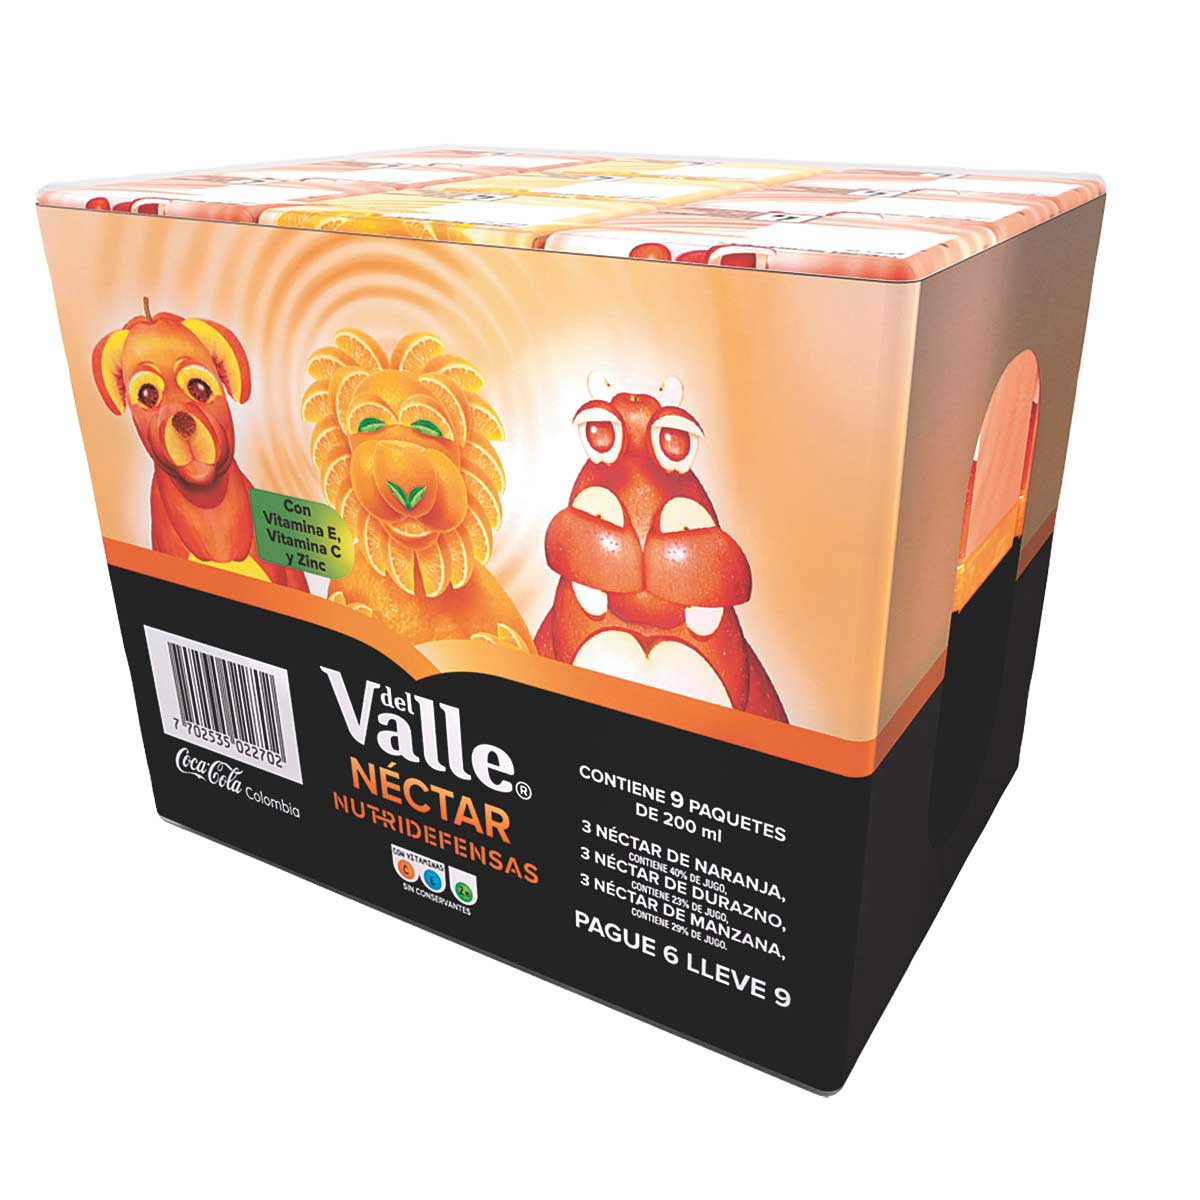 Con
Vitamina E,
Vitamina C
y Zinc
7 702535 022702
Coca-Cola Colombia
del
Valle®
NÉCTAR
NUTRIDEFENSAS
CON VITAMINAS
C E Zn
SIN CONSERVANTES
CONTIENE 9 PAQUETES
DE 200 ml
3 NÉCTAR DE NARANJA,
CONTIENE 40% DE JUGO,
3 NÉCTAR DE DURAZNO,
CONTIENE 23% DE JUGO,
3 NÉCTAR DE MANZANA,
CONTIENE 29% DE JUGO.
PAGUE 6 LLEVE 9